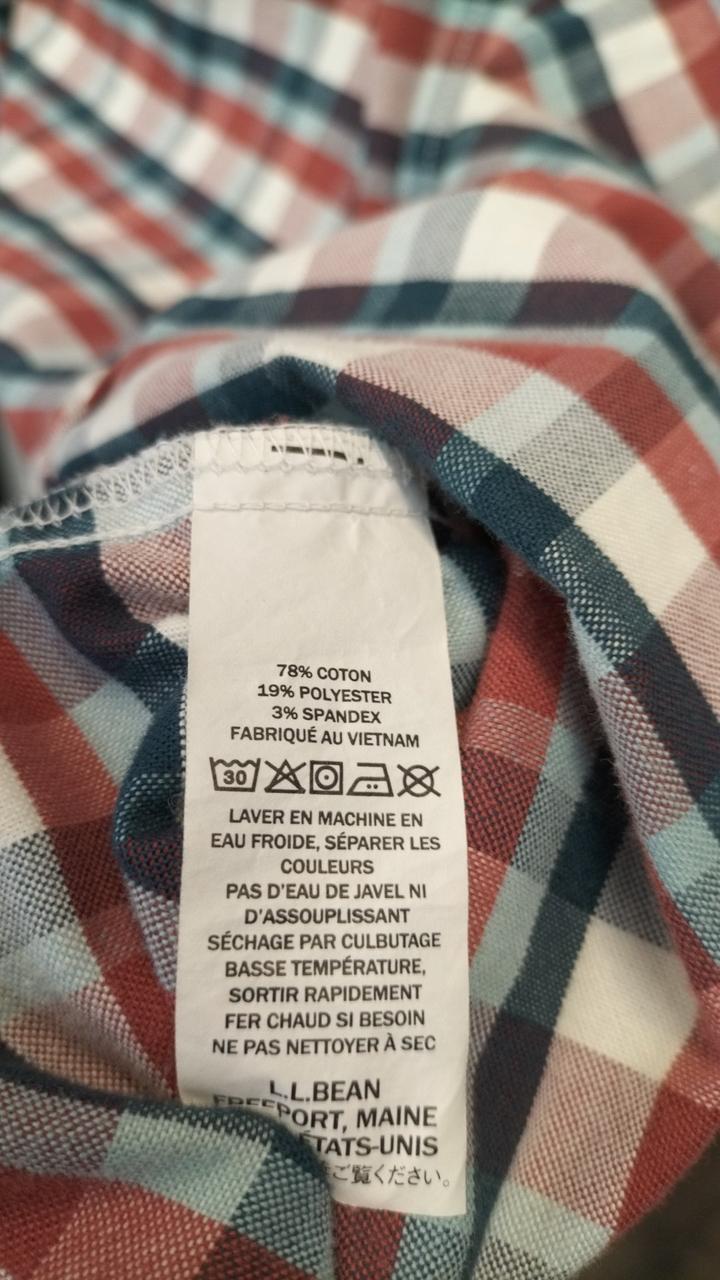 78% COTON
19% POLYESTER
3% SPANDEX
FABRIQUÉ AU VIETNAM
30
LAVER EN MACHINE EN
EAU FROIDE, SÉPARER LES
COULEURS
PAS D'EAU DE JAVEL NI
D'ASSOUPLISSANT
SÉCHAGE PAR CULBUTAGE
BASSE TEMPÉRATURE,
SORTIR RAPIDEMENT
FER CHAUD SI BESOIN
NE PAS NETTOYER À SEC
L.L.BEAN
FREEPORT, MAINE
ÉTATS-UNIS
ご覧ください。